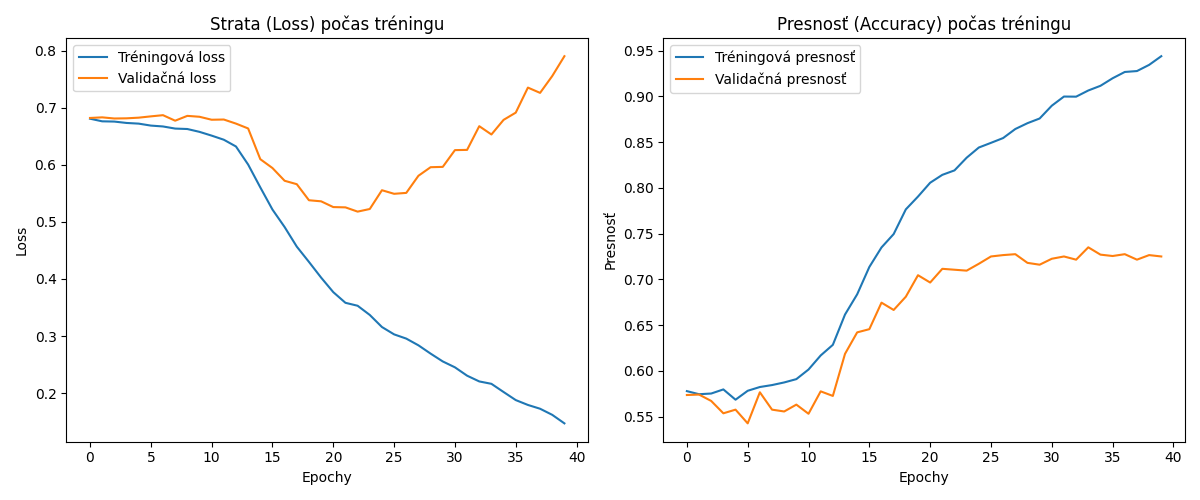 Strata (Loss) počas tréningu
Tréningová loss
Validačná loss
0.8
0.7
0.6
0.5
0.4
0.3
0.2
Loss
0 5 10 15 20 25 30 35 40
Epochy
Presnosť (Accuracy) počas tréningu
Tréningová presnosť
Validačná presnosť
0.95
0.90
0.85
0.80
0.75
0.70
0.65
0.60
0.55
Presnosť
0 5 10 15 20 25 30 35 40
Epochy